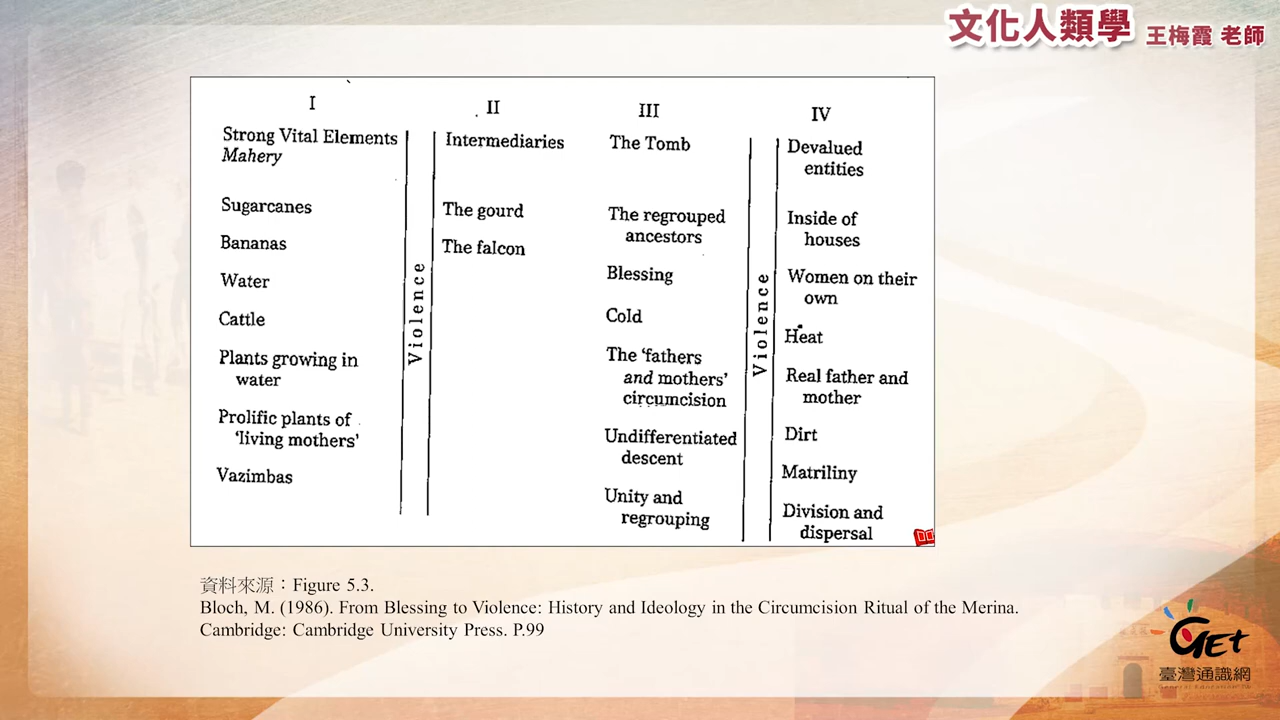 文化人類學 王梅霞 老師
I
Strong Vital Elements
Mahery
Sugarcanes
Bananas
Water
Cattle
Plants growing in
water
Prolific plants of
‘living mothers’
Vazimbas
Violence
II
Intermediaries
The gourd
The falcon
III
The Tomb
The regrouped
ancestors
Blessing
Cold
The ‘fathers
and mothers’
circumcision
Undifferentiated
descent
Unity and
regrouping
Violence
IV
Devalued
entities
Inside of
houses
Women on their
own
Heat
Real father and
mother
Dirt
Matriliny
Division and
dispersal
資料來源：Figure 5.3.
Bloch, M. (1986). From Blessing to Violence: History and Ideology in the Circumcision Ritual of the Merina.
Cambridge: Cambridge University Press. P.99
GEt
臺灣通識網